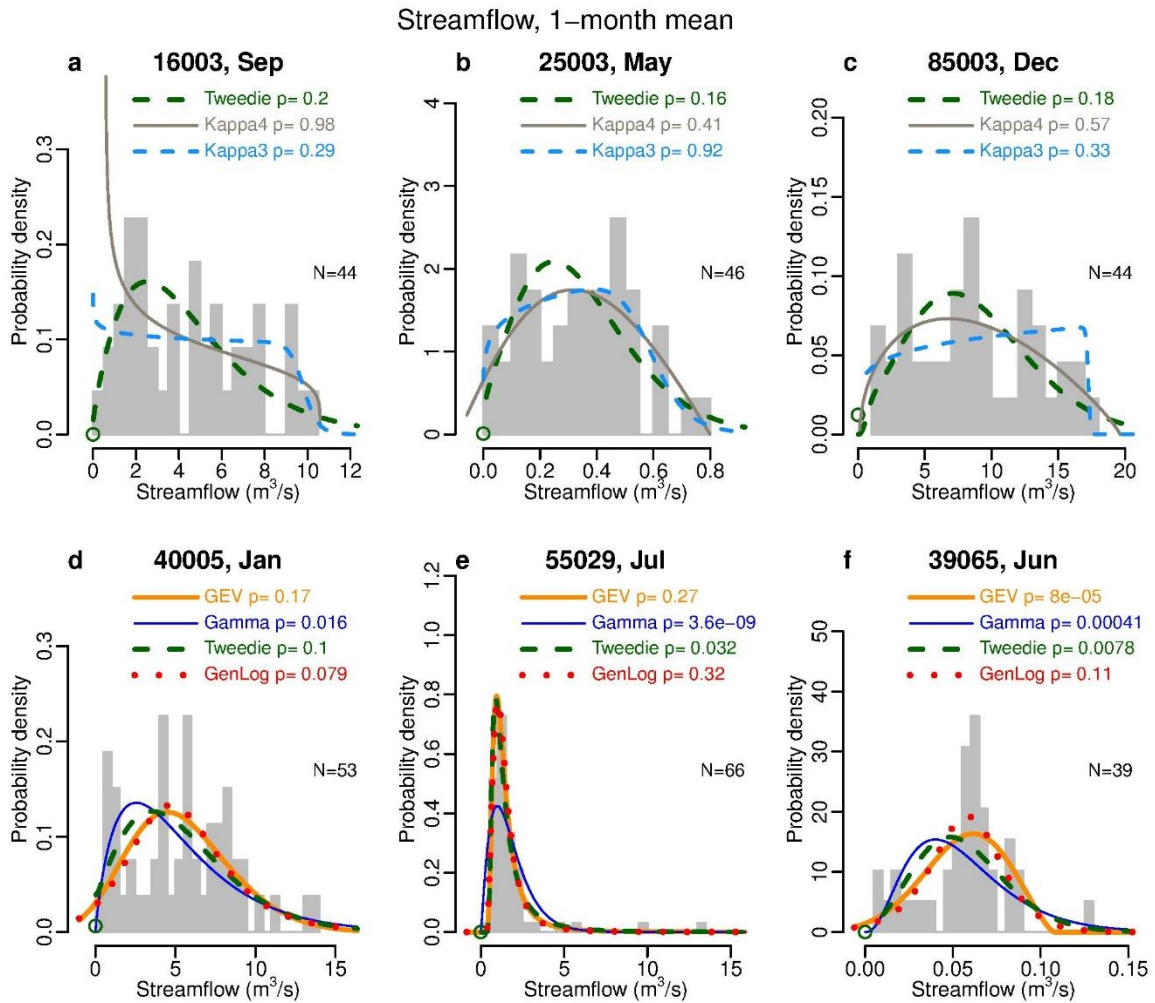 Streamflow, 1−month mean
a 16003, Sep
Tweedie p= 0.2
Kappa4 p= 0.98
Kappa3 p= 0.29
N=44
Probability density
0.0 0.1 0.2 0.3
0 2 4 6 8 10 12
Streamflow (m³/s)
b 25003, May
Tweedie p= 0.16
Kappa4 p= 0.41
Kappa3 p= 0.92
N=46
Probability density
0 1 2 3 4
0.0 0.2 0.4 0.6 0.8
Streamflow (m³/s)
c 85003, Dec
Tweedie p= 0.18
Kappa4 p= 0.57
Kappa3 p= 0.33
N=44
Probability density
0.00 0.05 0.10 0.15 0.20
0 5 10 15 20
Streamflow (m³/s)
d 40005, Jan
GEV p= 0.17
Gamma p= 0.016
Tweedie p= 0.1
GenLog p= 0.079
N=53
Probability density
0.0 0.1 0.2 0.3
0 5 10 15
Streamflow (m³/s)
e 55029, Jul
GEV p= 0.27
Gamma p= 3.6e−09
Tweedie p= 0.032
GenLog p= 0.32
N=66
Probability density
0.0 0.2 0.4 0.6 0.8 1.0 1.2
0 5 10 15
Streamflow (m³/s)
f 39065, Jun
GEV p= 8e−05
Gamma p= 0.00041
Tweedie p= 0.0078
GenLog p= 0.11
N=39
Probability density
0 10 20 30 40 50
0.00 0.05 0.10 0.15
Streamflow (m³/s)